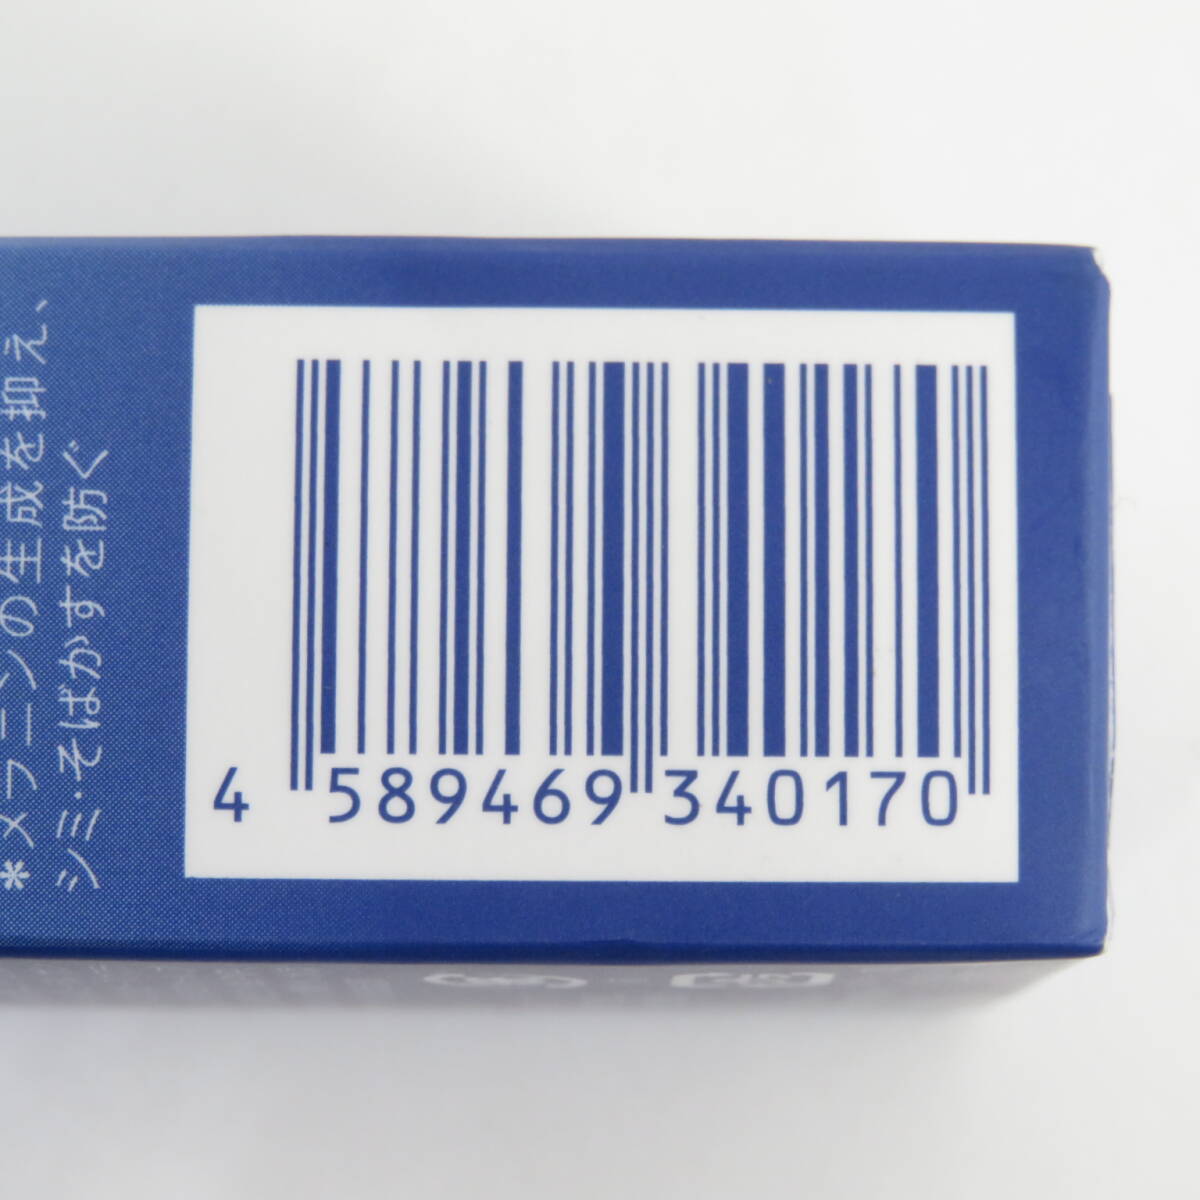 *メラニンの生成を抑え、
シミ・そばかすを防ぐ
4 589469 340170